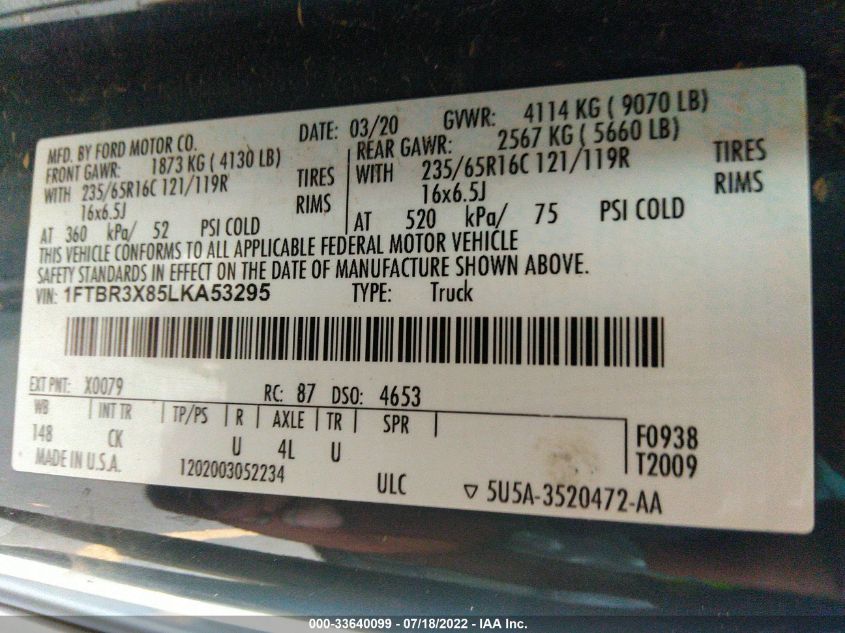 MFD. BY FORD MOTOR CO. DATE: 03/20 GVWR: 4114 KG ( 9070 LB)
FRONT GAWR: 1873 KG ( 4130 LB) REAR GAWR: 2567 KG ( 5660 LB)
WITH 235/65R16C 121/119R TIRES WITH 235/65R16C 121/119R TIRES
16x6.5J RIMS 16x6.5J RIMS
AT 360 kPa/ 52 PSI COLD AT 520 kPa/ 75 PSI COLD
THIS VEHICLE CONFORMS TO ALL APPLICABLE FEDERAL MOTOR VEHICLE
SAFETY STANDARDS IN EFFECT ON THE DATE OF MANUFACTURE SHOWN ABOVE.
VIN: 1FTBR3X85LKA53295 TYPE: Truck
EXT PNT: X0079 RC: 87 DSO: 4653
WB INT TR TP/PS R AXLE TR SPR
148 CK U 4L U F0938
MADE IN U.S.A. T2009
1202003052234 ULC ▽ 5U5A-3520472-AA
000-33640099 - 07/18/2022 - IAA Inc.